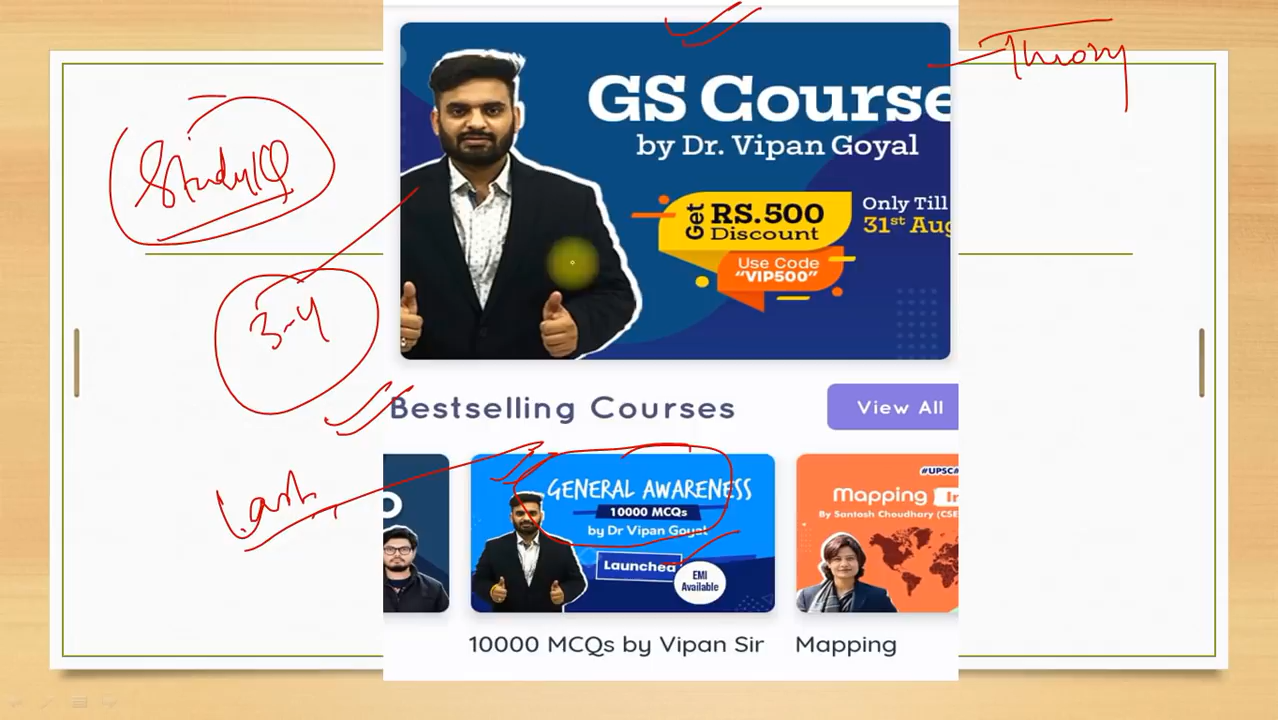 Theory
GS Course
by Dr. Vipan Goyal
StudyIQ
Get RS.500
Discount
Only Till
31st Aug
Use Code
"VIP500"
3-4
Bestselling Courses
View All
Last
GENERAL AWARENESS
10000 MCQs
by Dr Vipan Goyal
Launched
EMI
Available
O
#UPSC
Mapping In
By Santosh Choudhary (CSE
10000 MCQs by Vipan Sir
Mapping